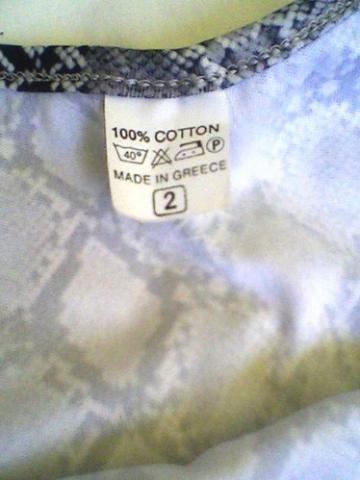 100% COTTON
40° P
MADE IN GREECE
2